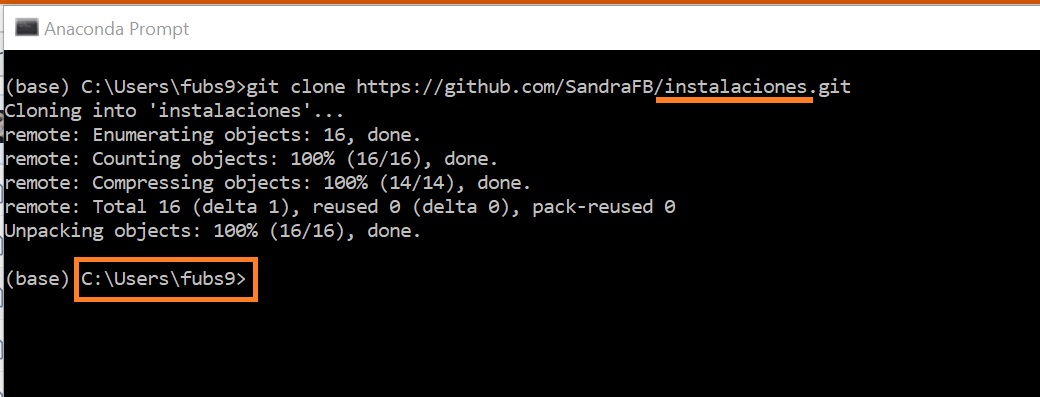 Anaconda Prompt
(base) C:\Users\fubs9>git clone https://github.com/SandraFB/instalaciones.git
Cloning into 'instalaciones'...
remote: Enumerating objects: 16, done.
remote: Counting objects: 100% (16/16), done.
remote: Compressing objects: 100% (14/14), done.
remote: Total 16 (delta 1), reused 0 (delta 0), pack-reused 0
Unpacking objects: 100% (16/16), done.
(base) C:\Users\fubs9>